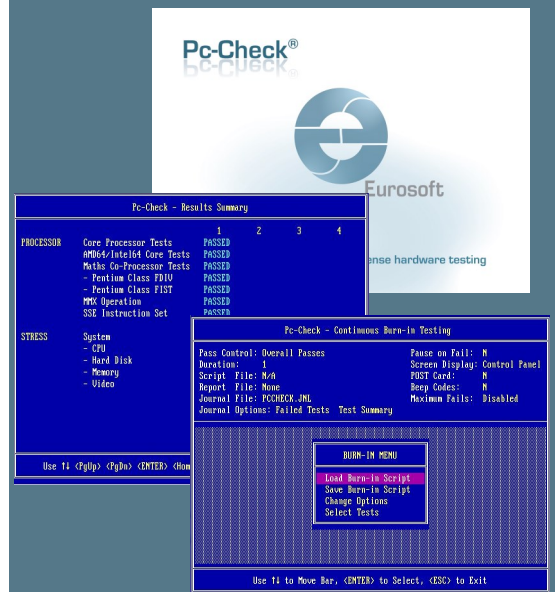 Pc-Check®
Eurosoft
ense hardware testing
Pc-Check - Results Summary
1 2 3 4
PROCESSOR Core Processor Tests PASSED
AMD64/Intel64 Core Tests PASSED
Maths Co-Processor Tests PASSED
- Pentium Class FDIV PASSED
- Pentium Class FIST PASSED
MMX Operation PASSED
SSE Instruction Set PASSED
STRESS System
- CPU
- Hard Disk
- Memory
- Video
Use ↑↓ <PgUp> <PgDn> <ENTER> <Hom
Pc-Check - Continuous Burn-in Testing
Pass Control: Overall Passes Pause on Fail: N
Duration: 1 Screen Display: Control Panel
Script File: N/A POST Card: N
Report File: None Beep Codes: N
Journal File: PCCHECK.JNL Maximum Fails: Disabled
Journal Options: Failed Tests Test Summary
BURN-IN MENU
Load Burn-in Script
Save Burn-in Script
Change Options
Select Tests
Use ↑↓ to Move Bar, <ENTER> to Select, <ESC> to Exit